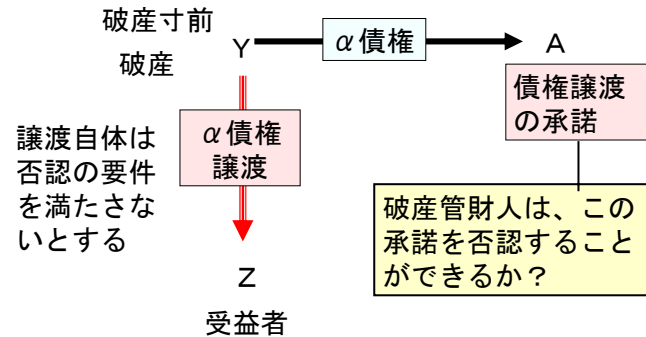 破産寸前
破産
Y
α債権
A
債権譲渡
の承諾
譲渡自体は
否認の要件
を満たさな
いとする
α債権
譲渡
破産管財人は、この
承諾を否認すること
ができるか？
Z
受益者